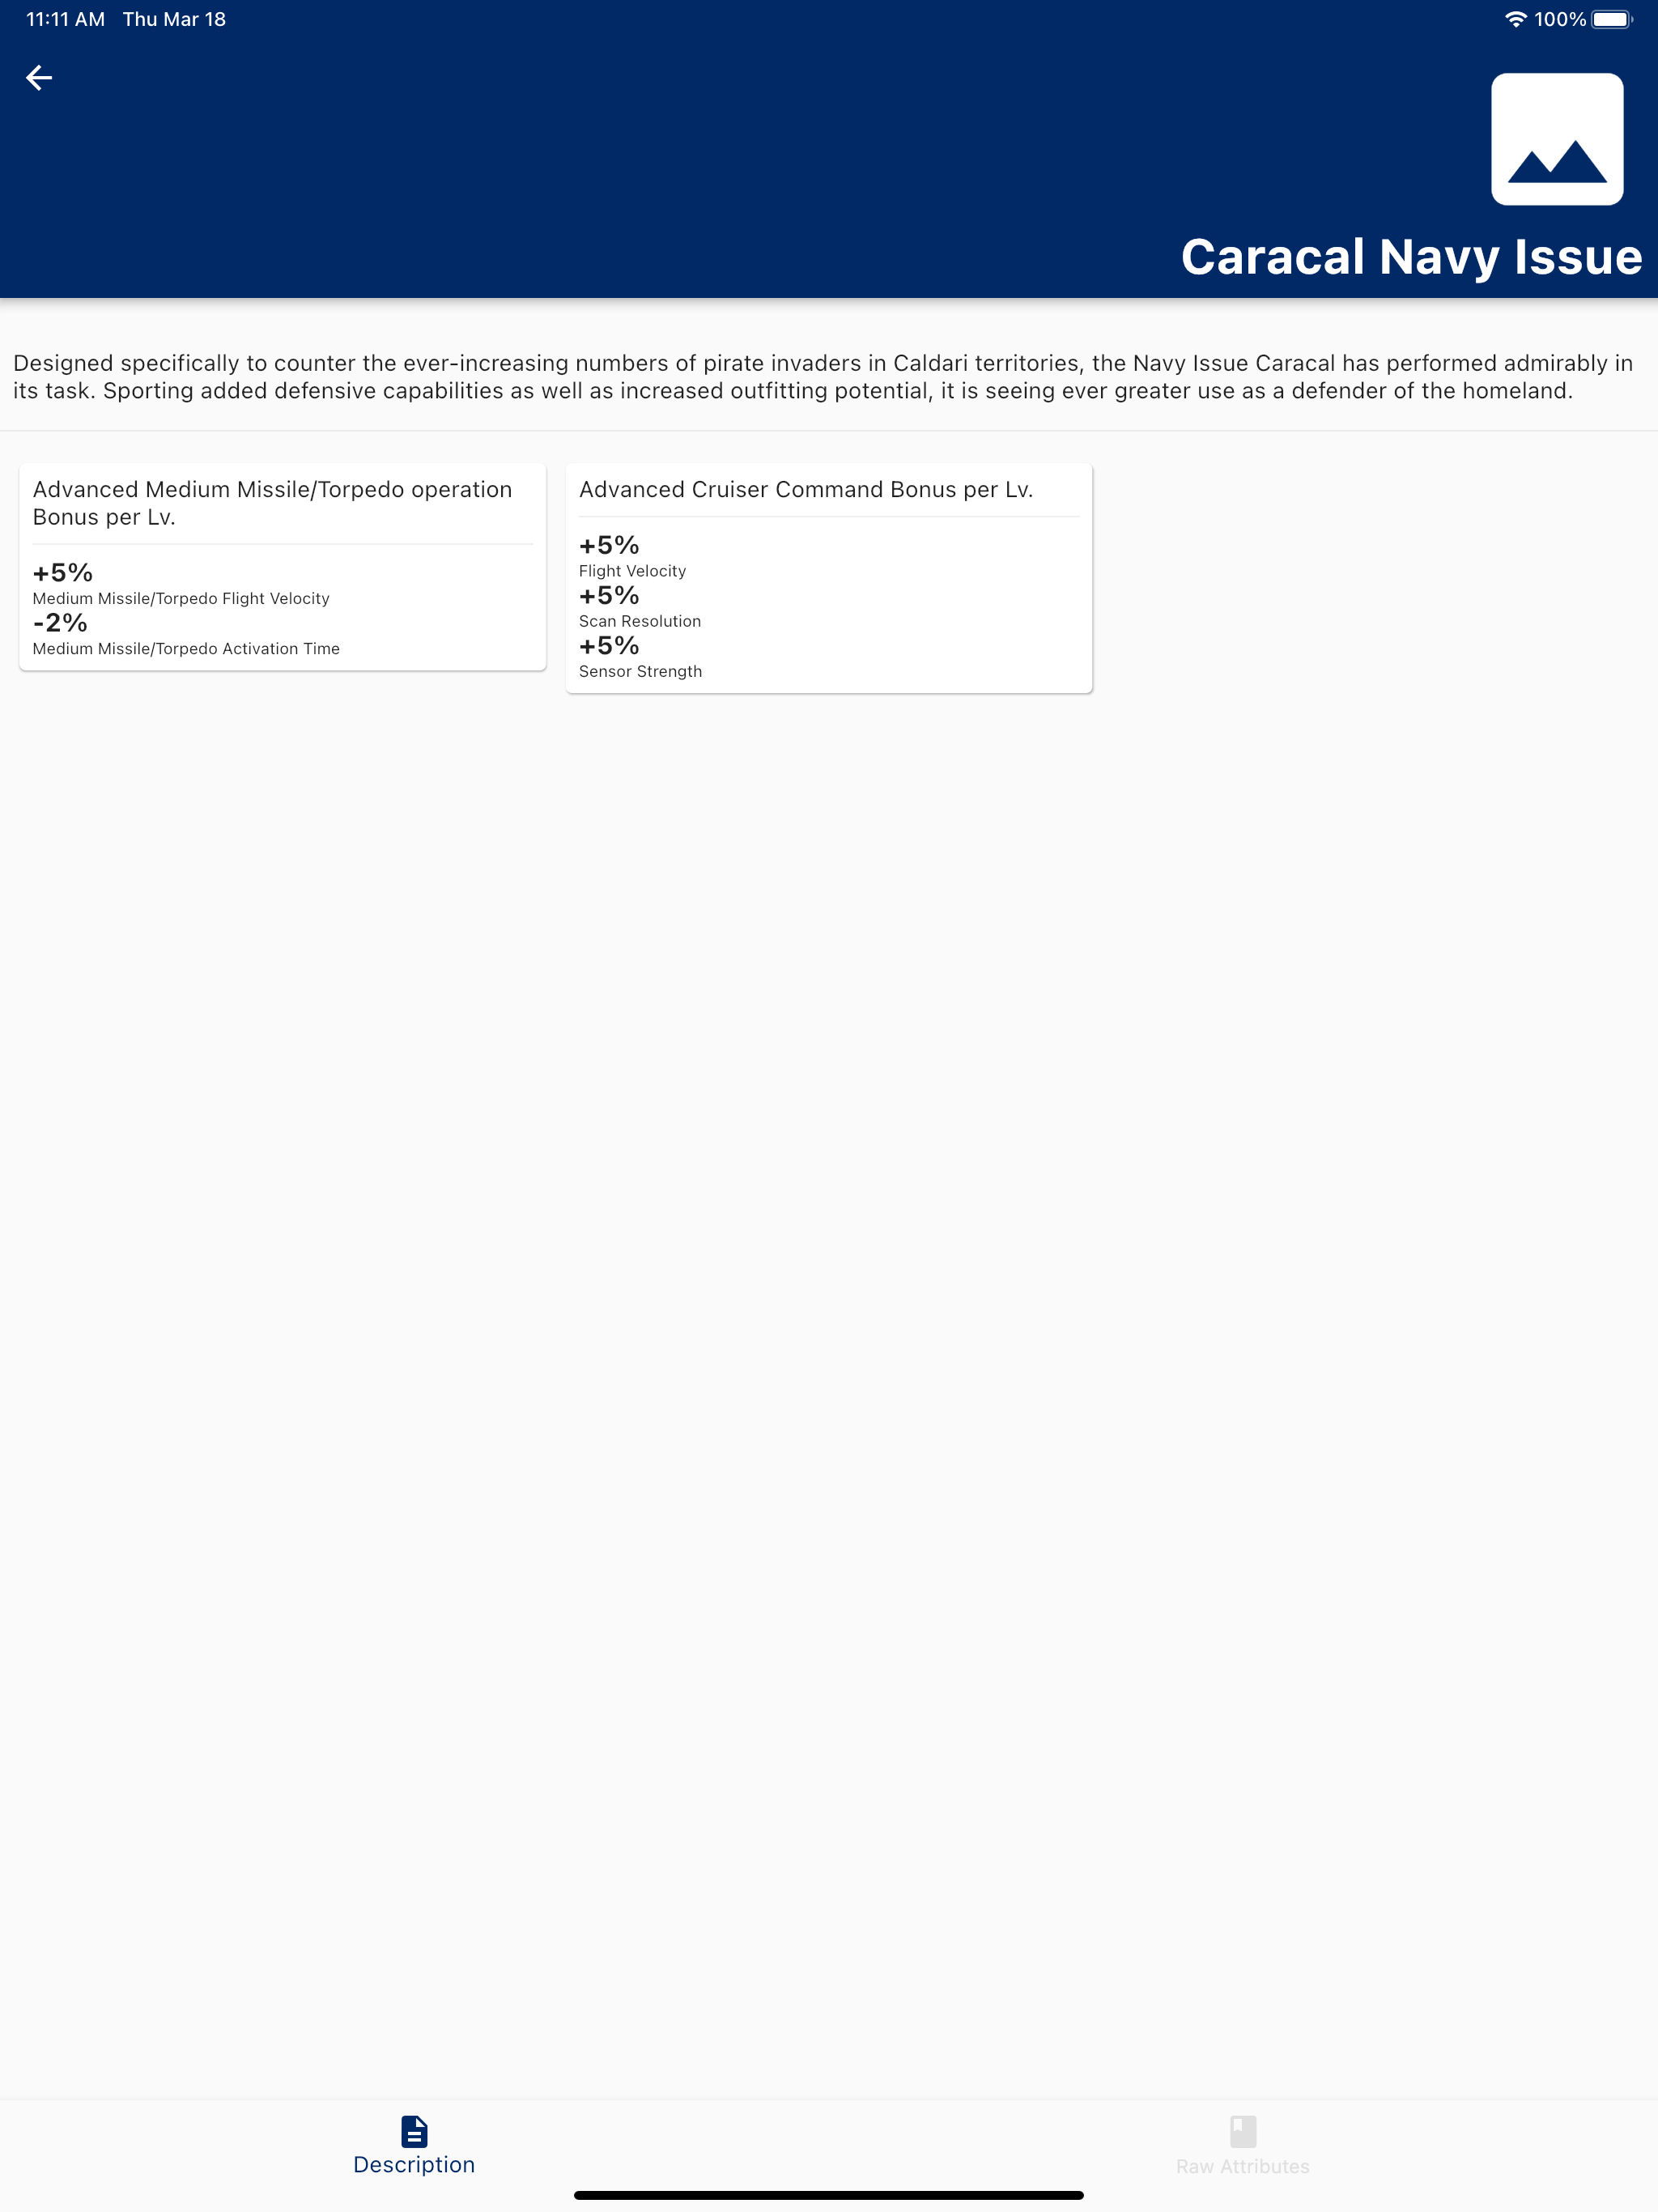 11:11 AM Thu Mar 18
100%
Caracal Navy Issue
Designed specifically to counter the ever-increasing numbers of pirate invaders in Caldari territories, the Navy Issue Caracal has performed admirably in
its task. Sporting added defensive capabilities as well as increased outfitting potential, it is seeing ever greater use as a defender of the homeland.
Advanced Medium Missile/Torpedo operation
Bonus per Lv.
+5%
Medium Missile/Torpedo Flight Velocity
-2%
Medium Missile/Torpedo Activation Time
Advanced Cruiser Command Bonus per Lv.
+5%
Flight Velocity
+5%
Scan Resolution
+5%
Sensor Strength
Description
Raw Attributes